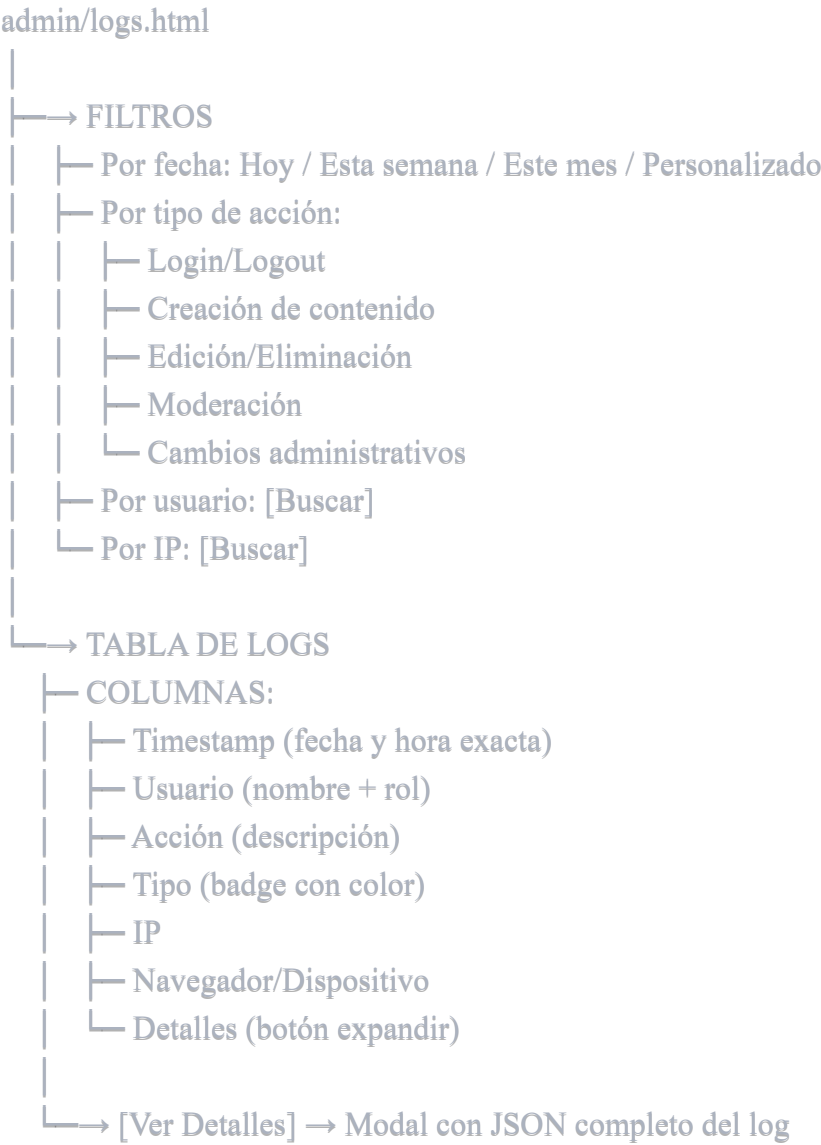 admin/logs.html
│
├──→ FILTROS
│   ├── Por fecha: Hoy / Esta semana / Este mes / Personalizado
│   ├── Por tipo de acción:
│   │   ├── Login/Logout
│   │   ├── Creación de contenido
│   │   ├── Edición/Eliminación
│   │   ├── Moderación
│   │   └── Cambios administrativos
│   ├── Por usuario: [Buscar]
│   └── Por IP: [Buscar]
│
└──→ TABLA DE LOGS
    ├── COLUMNAS:
    │   ├── Timestamp (fecha y hora exacta)
    │   ├── Usuario (nombre + rol)
    │   ├── Acción (descripción)
    │   ├── Tipo (badge con color)
    │   ├── IP
    │   ├── Navegador/Dispositivo
    │   └── Detalles (botón expandir)
    │
    └──→ [Ver Detalles] → Modal con JSON completo del log